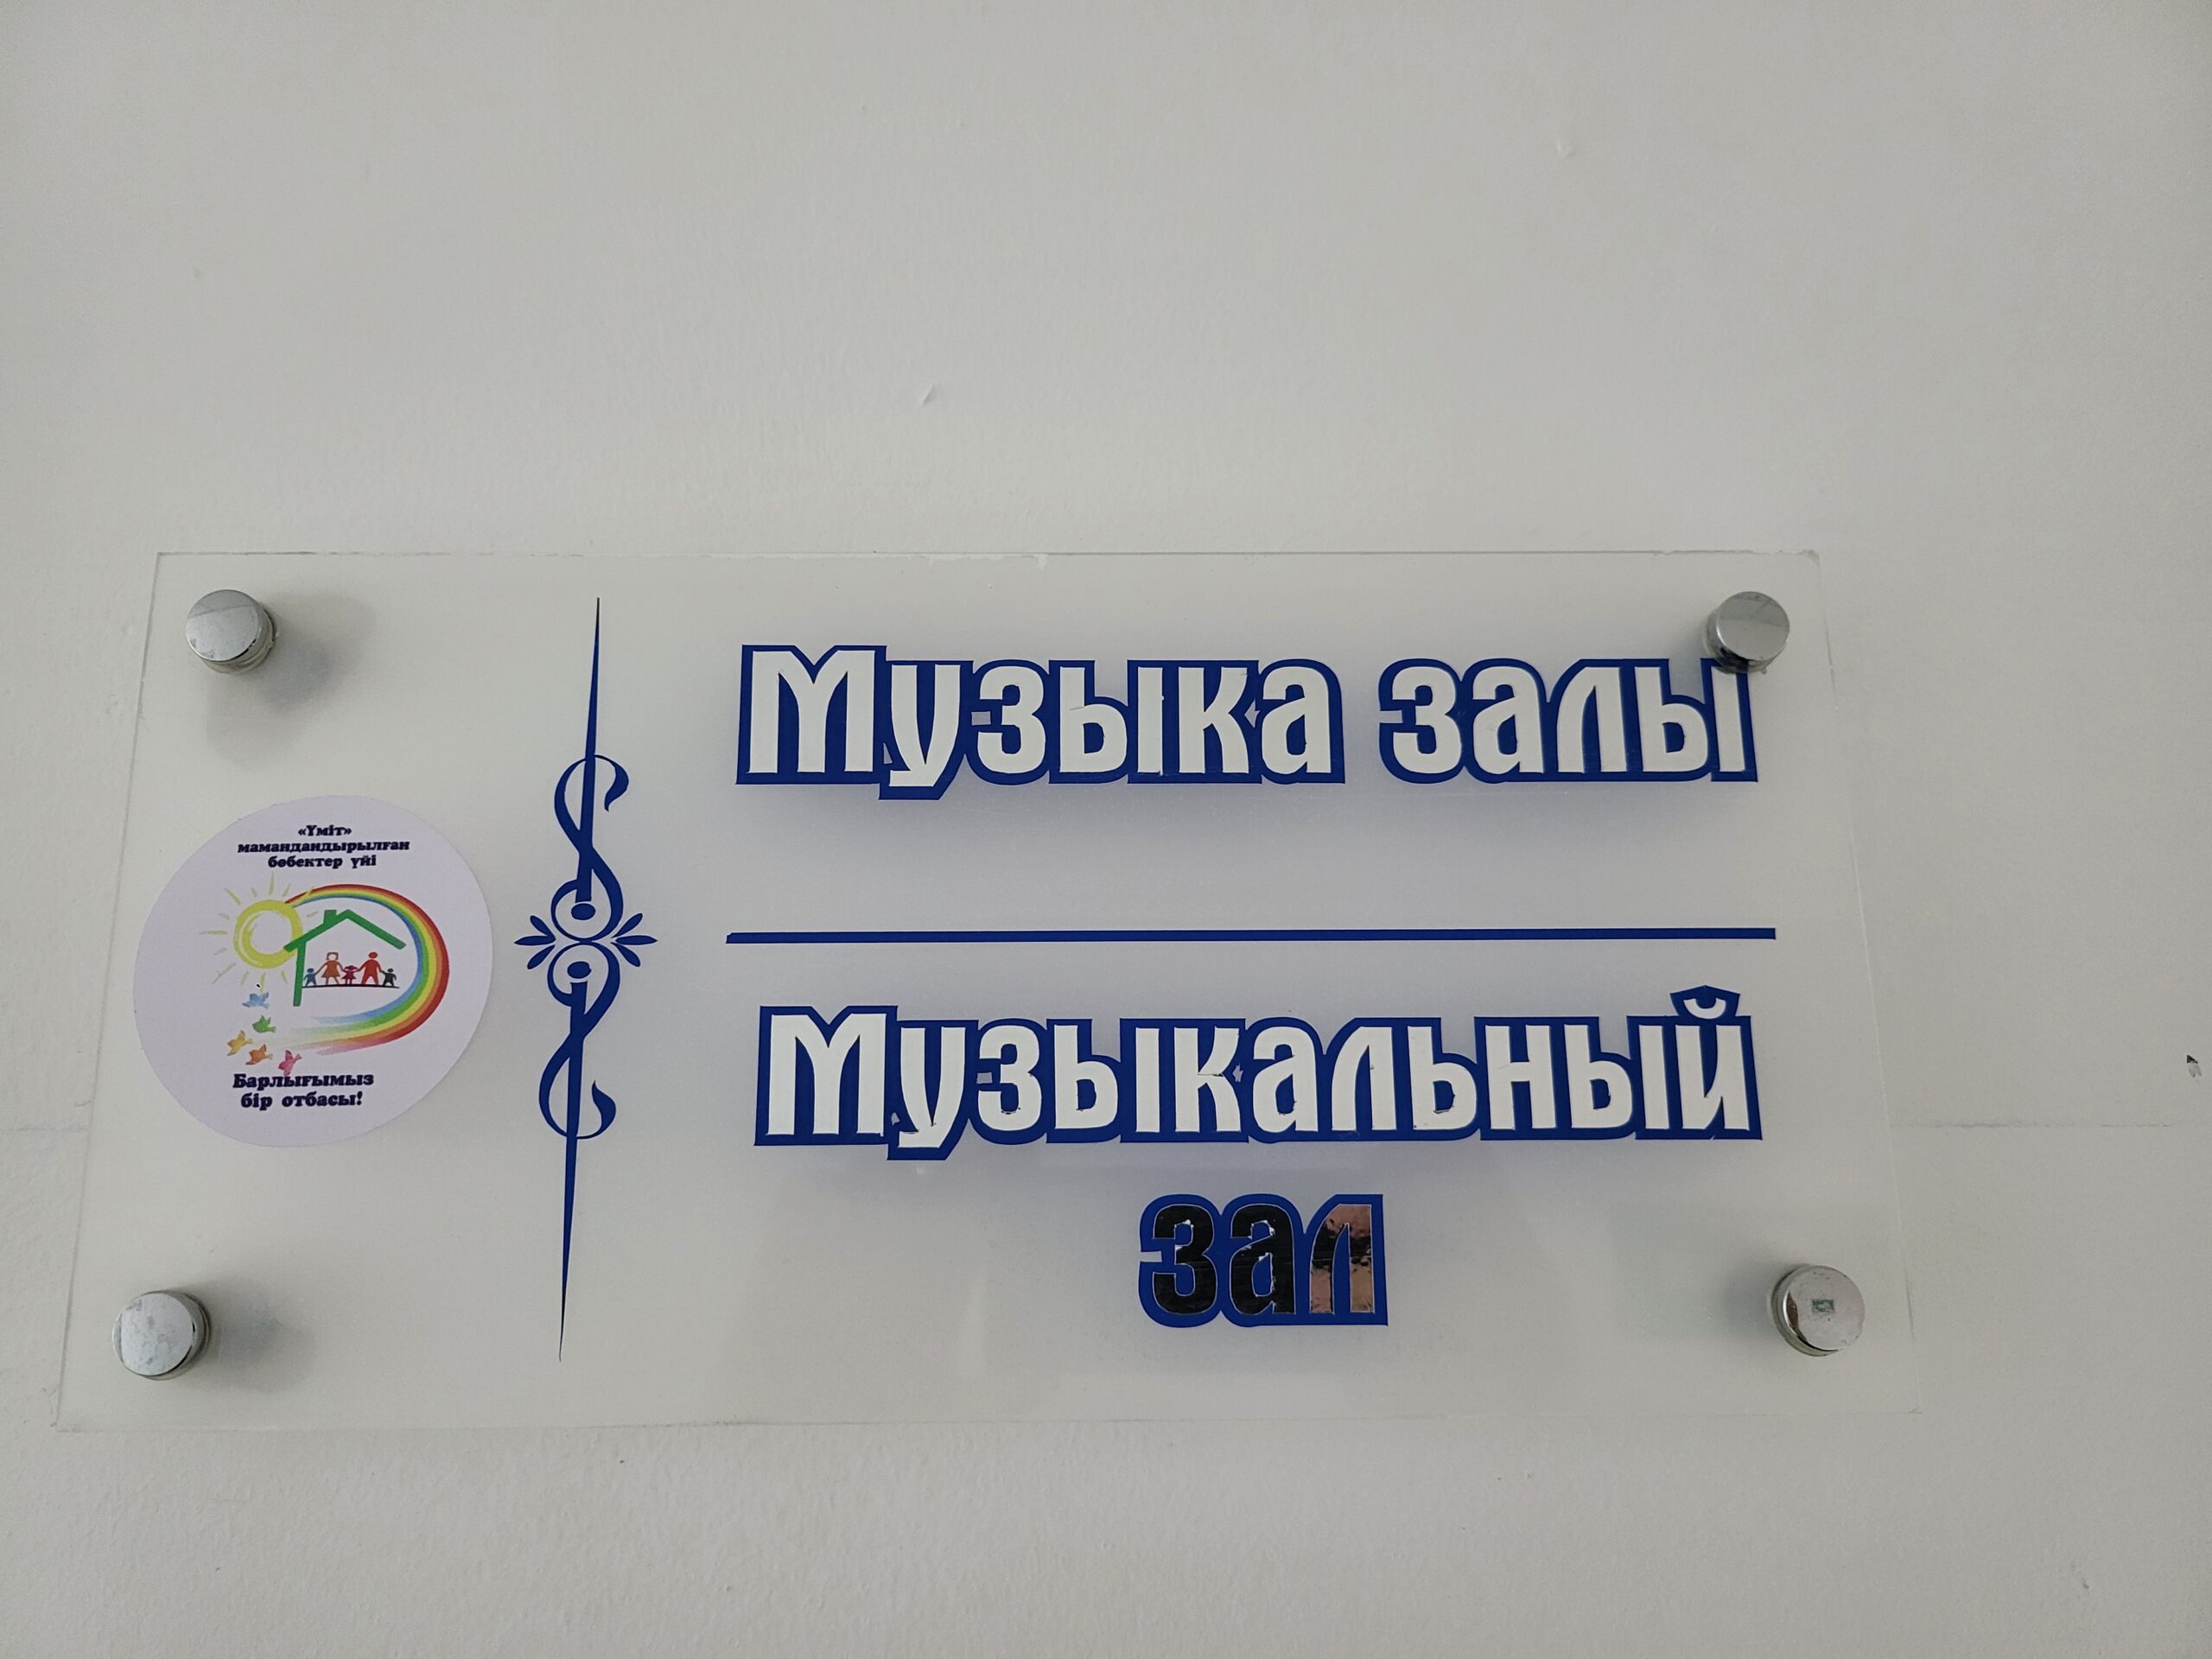 «Үміт»
мамандандырылған
бөбектер үйі
Барлығымыз
бір отбасы!
Музыка залы
Музыкальный
зал